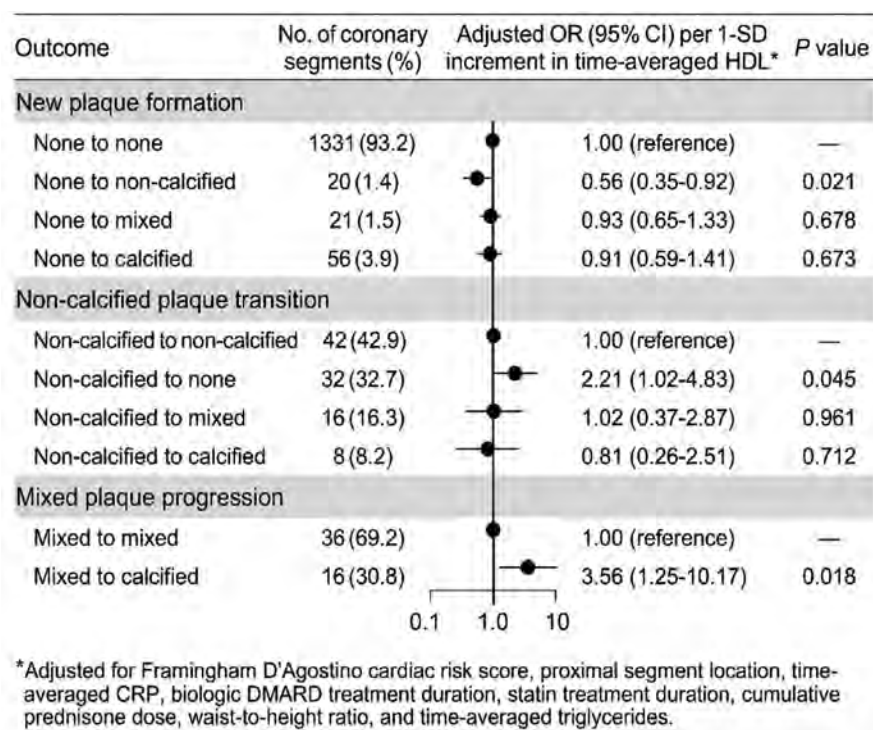 Outcome No. of coronary segments (%) Adjusted OR (95% CI) per 1-SD increment in time-averaged HDL* P value
New plaque formation
None to none 1331 (93.2) 1.00 (reference) —
None to non-calcified 20 (1.4) 0.56 (0.35-0.92) 0.021
None to mixed 21 (1.5) 0.93 (0.65-1.33) 0.678
None to calcified 56 (3.9) 0.91 (0.59-1.41) 0.673
Non-calcified plaque transition
Non-calcified to non-calcified 42 (42.9) 1.00 (reference) —
Non-calcified to none 32 (32.7) 2.21 (1.02-4.83) 0.045
Non-calcified to mixed 16 (16.3) 1.02 (0.37-2.87) 0.961
Non-calcified to calcified 8 (8.2) 0.81 (0.26-2.51) 0.712
Mixed plaque progression
Mixed to mixed 36 (69.2) 1.00 (reference) —
Mixed to calcified 16 (30.8) 3.56 (1.25-10.17) 0.018
0.1 1.0 10
*Adjusted for Framingham D'Agostino cardiac risk score, proximal segment location, time-
averaged CRP, biologic DMARD treatment duration, statin treatment duration, cumulative
prednisone dose, waist-to-height ratio, and time-averaged triglycerides.